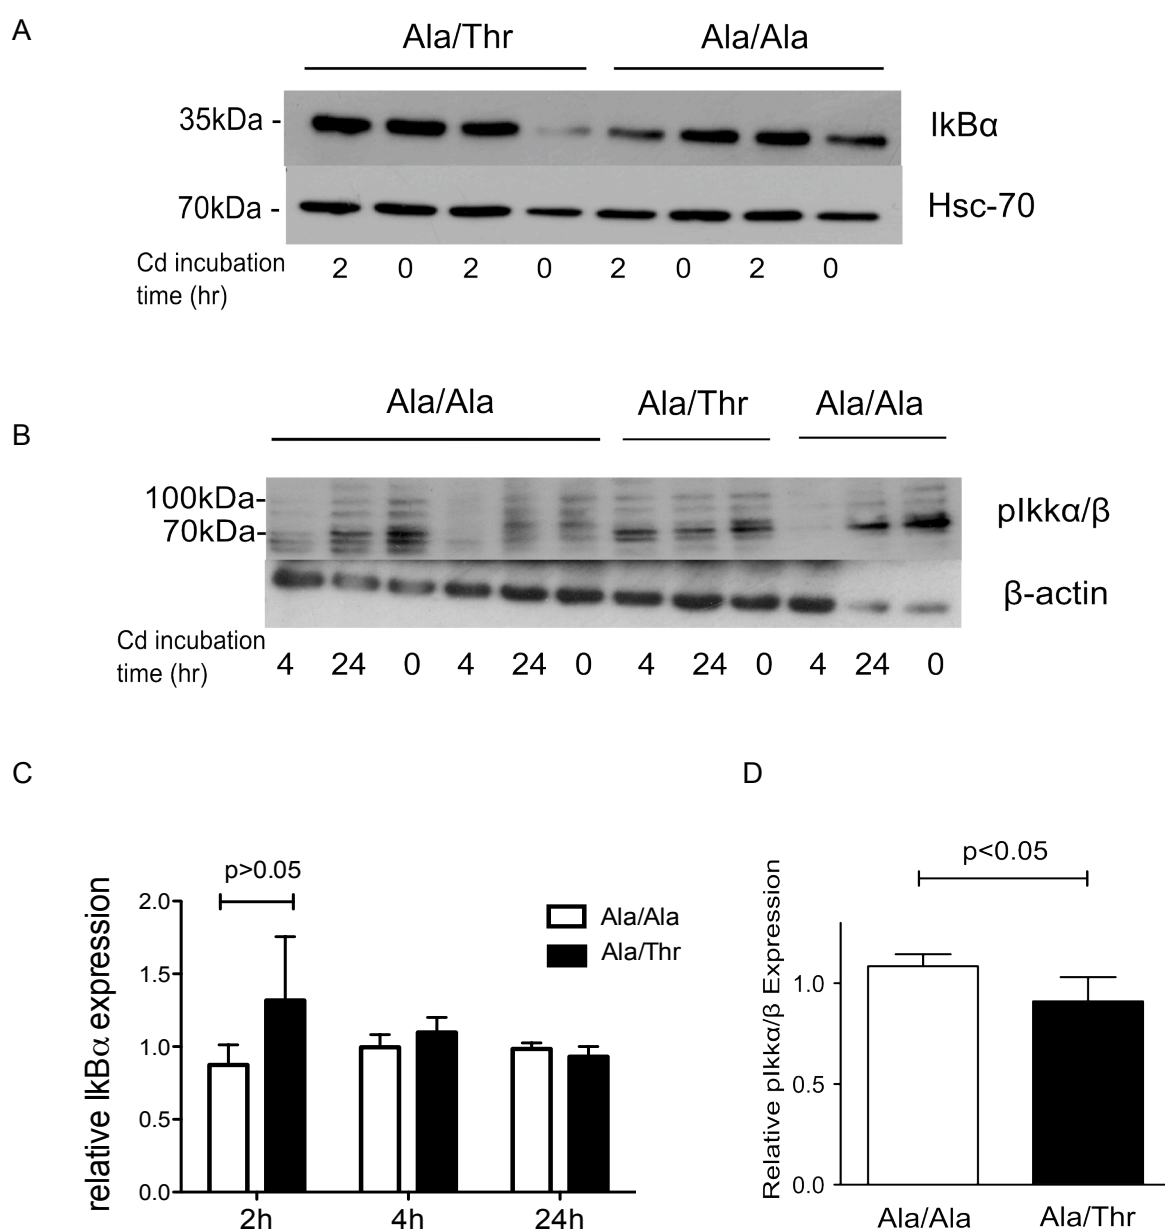 A
Ala/Thr Ala/Ala
35kDa - IkBα
70kDa - Hsc-70
Cd incubation
time (hr)
2 0 2 0 2 0 2 0
B
Ala/Ala Ala/Thr Ala/Ala
100kDa-
70kDa-
pIkkα/β
β-actin
Cd incubation
time (hr)
4 24 0 4 24 0 4 24 0 4 24 0
C
p>0.05
relative IkBα expression
2.0
1.5
1.0
0.5
0.0
Ala/Ala
Ala/Thr
2h 4h 24h
D
p<0.05
Relative pIkkα/β Expression
1.0
0.5
0.0
Ala/Ala Ala/Thr